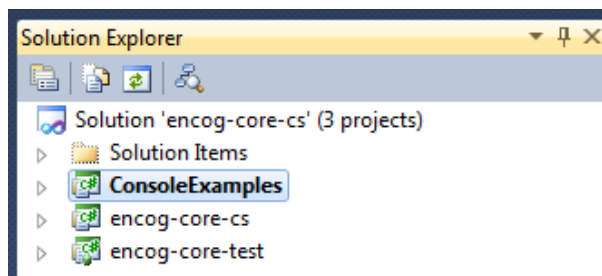 Solution Explorer
Solution 'encog-core-cs' (3 projects)
Solution Items
ConsoleExamples
encog-core-cs
encog-core-test